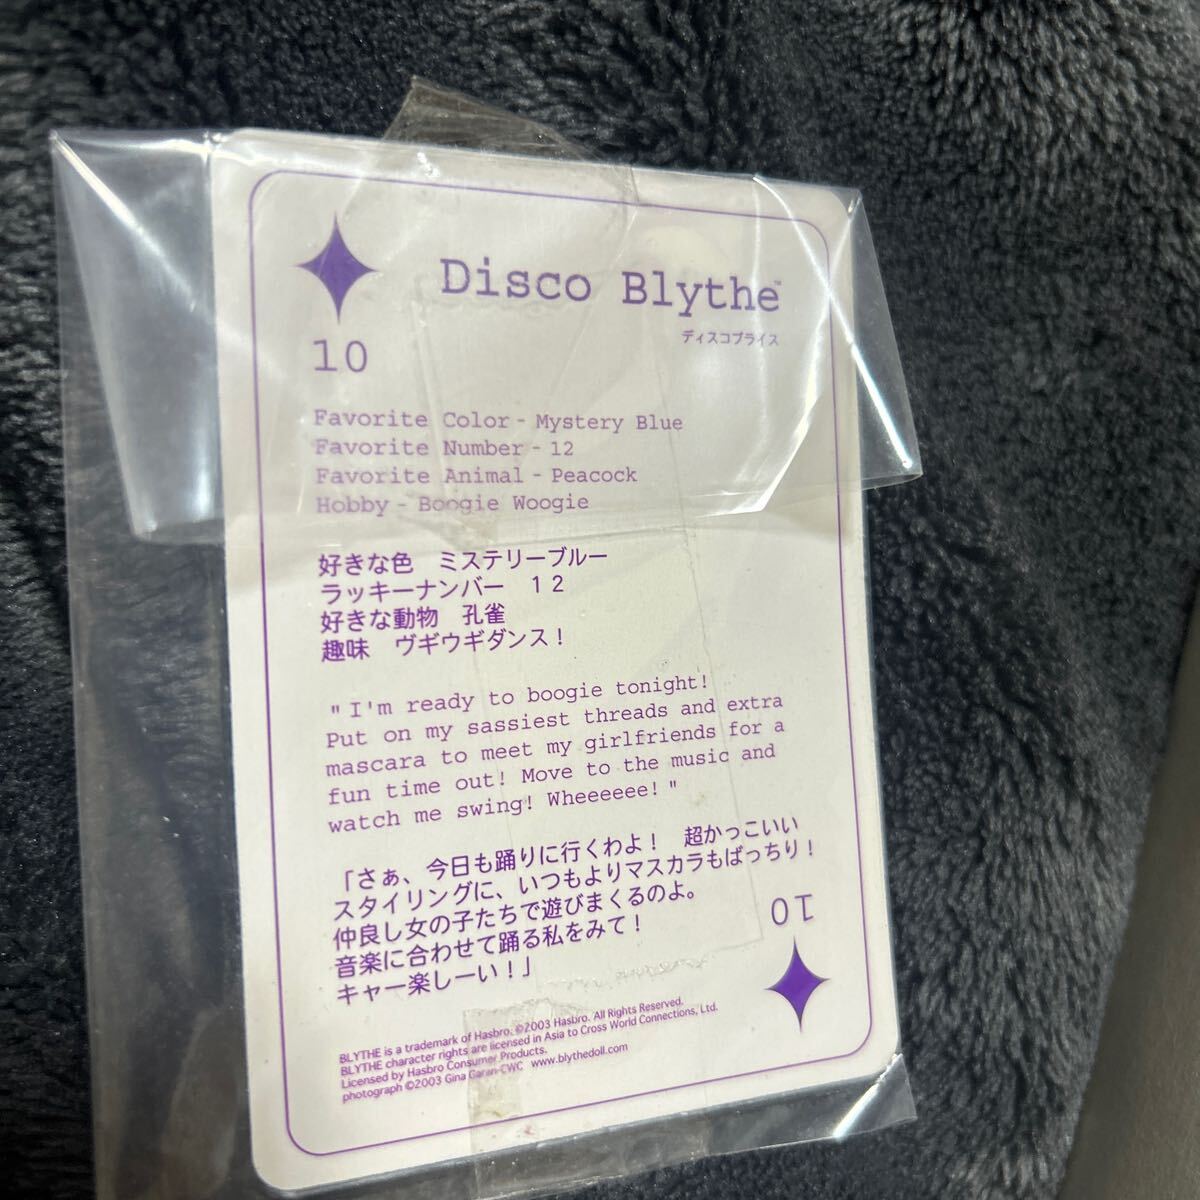 Disco Blythe™
ディスコブライス
10
Favorite Color - Mystery Blue
Favorite Number - 12
Favorite Animal - Peacock
Hobby - Boogie Woogie
好きな色　ミステリーブルー
ラッキーナンバー　12
好きな動物　孔雀
趣味　ヴギウギダンス！
"I'm ready to boogie tonight!
Put on my sassiest threads and extra
mascara to meet my girlfriends for a
fun time out! Move to the music and
watch me swing! Wheeeeee!"
「さぁ、今日も踊りに行くわよ！　超かっこいい
スタイリングに、いつもよりマスカラもばっちり！
仲良し女の子たちで遊びまくるのよ。
音楽に合わせて踊る私をみて！
キャー楽しーい！」
10
BLYTHE is a trademark of Hasbro. ©2003 Hasbro. All Rights Reserved.
BLYTHE character rights are licensed in Asia to Cross World Connections, Ltd.
Licensed by Hasbro Consumer Products.
photograph ©2003 Gina Garan-CWC www.blythedoll.com